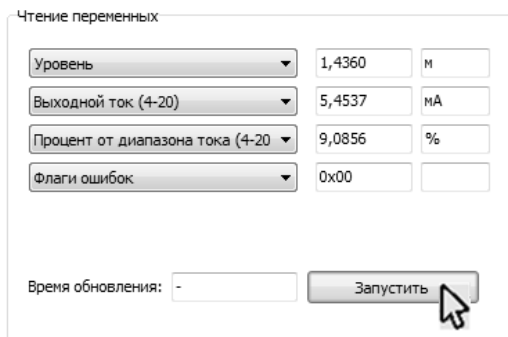 Чтение переменных
Уровень 1,4360 м
Выходной ток (4-20) 5,4537 мА
Процент от диапазона тока (4-20 9,0856 %
Флаги ошибок 0x00
Время обновления: - Запустить